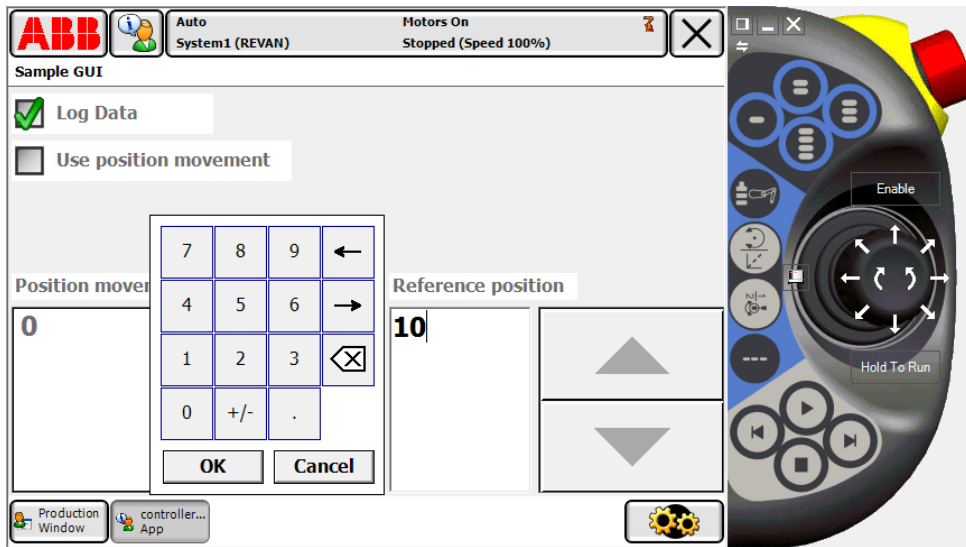 ABB
Auto
System1 (REVAN)
Motors On
Stopped (Speed 100%)
Sample GUI
Log Data
Use position movement
Enable
7 8 9
Position mover
Reference position
4 5 6
0
10
1 2 3
Hold To Run
0 +/- .
OK Cancel
Production
Window
controller...
App